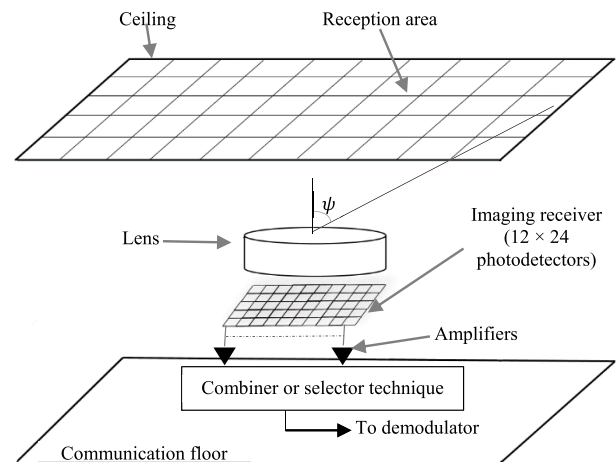 Ceiling
Reception area
ψ
Lens
Imaging receiver
(12 × 24
photodetectors)
Amplifiers
Combiner or selector technique
To demodulator
Communication floor